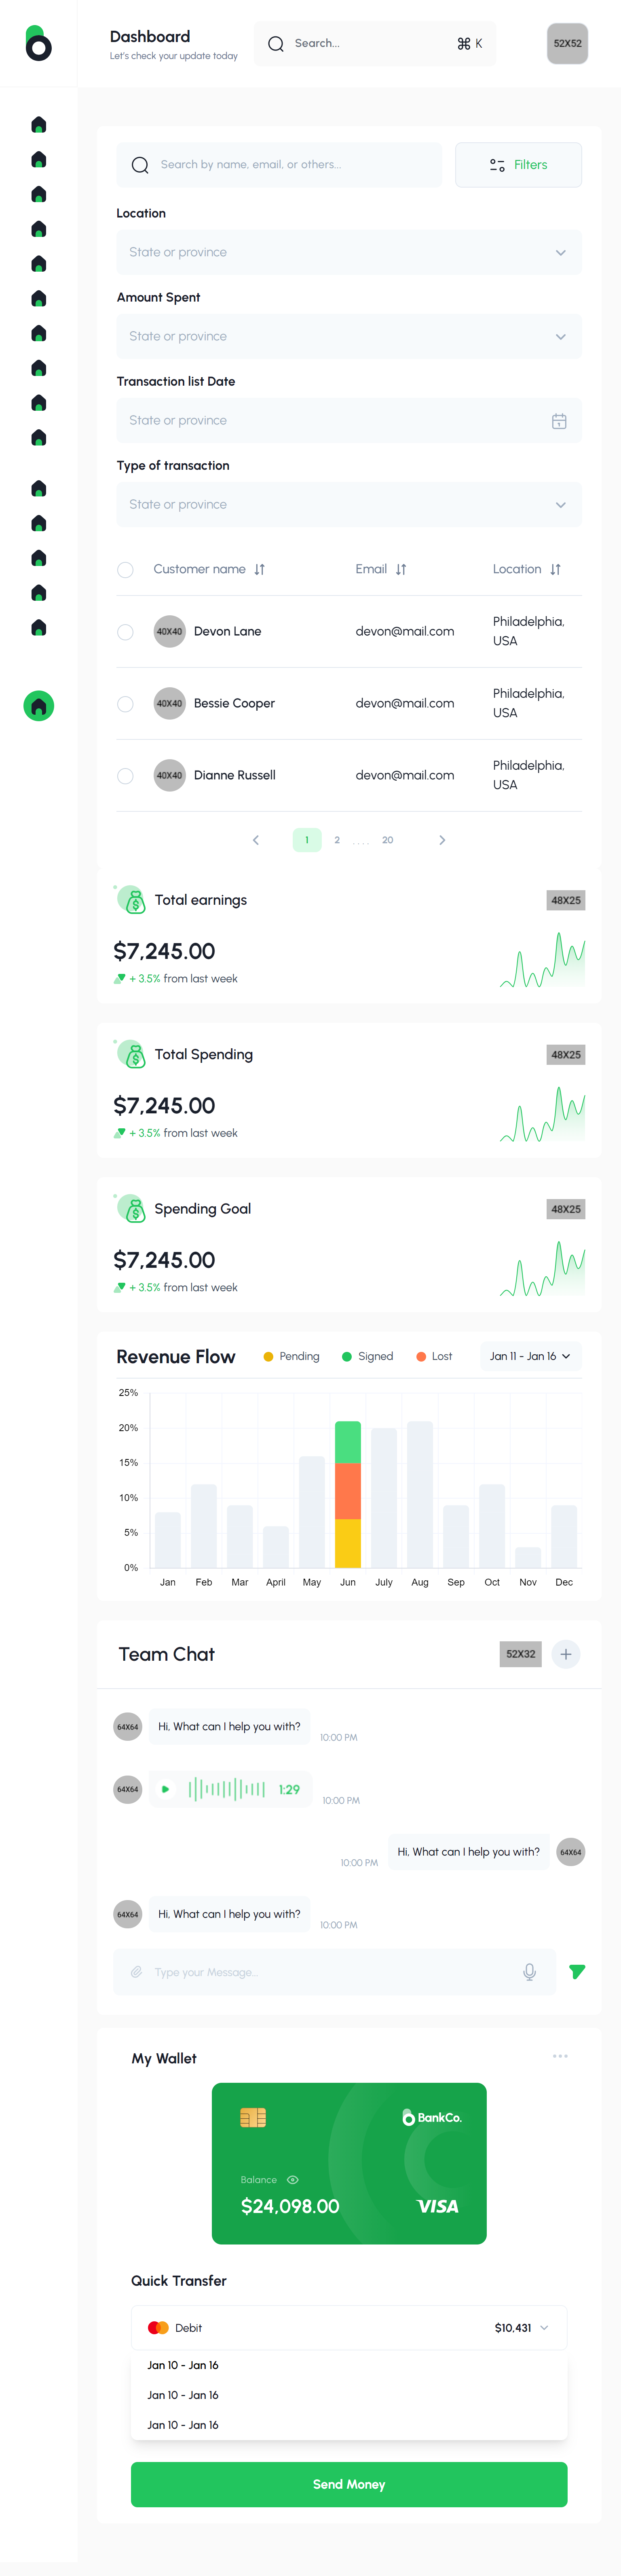 Dashboard
Let's check your update today
Search...
⌘ K
52X52
Search by name, email, or others...
Filters
Location
State or province
Amount Spent
State or province
Transaction list Date
State or province
Type of transaction
State or province
Customer name
Email
Location
40X40
Devon Lane
devon@mail.com
Philadelphia,
USA
40X40
Bessie Cooper
devon@mail.com
Philadelphia,
USA
40X40
Dianne Russell
devon@mail.com
Philadelphia,
USA
1 2 .... 20
Total earnings
48X25
$7,245.00
+ 3.5% from last week
Total Spending
48X25
$7,245.00
+ 3.5% from last week
Spending Goal
48X25
$7,245.00
+ 3.5% from last week
Revenue Flow
Pending
Signed
Lost
Jan 11 - Jan 16
25%
20%
15%
10%
5%
0%
Jan Feb Mar April May Jun July Aug Sep Oct Nov Dec
Team Chat
52X32
64X64
Hi, What can I help you with?
10:00 PM
64X64
1:29
10:00 PM
10:00 PM
Hi, What can I help you with?
64X64
64X64
Hi, What can I help you with?
10:00 PM
Type your Message...
My Wallet
BankCo.
Balance
$24,098.00
VISA
Quick Transfer
Debit
$10,431
Jan 10 - Jan 16
Jan 10 - Jan 16
Jan 10 - Jan 16
Send Money